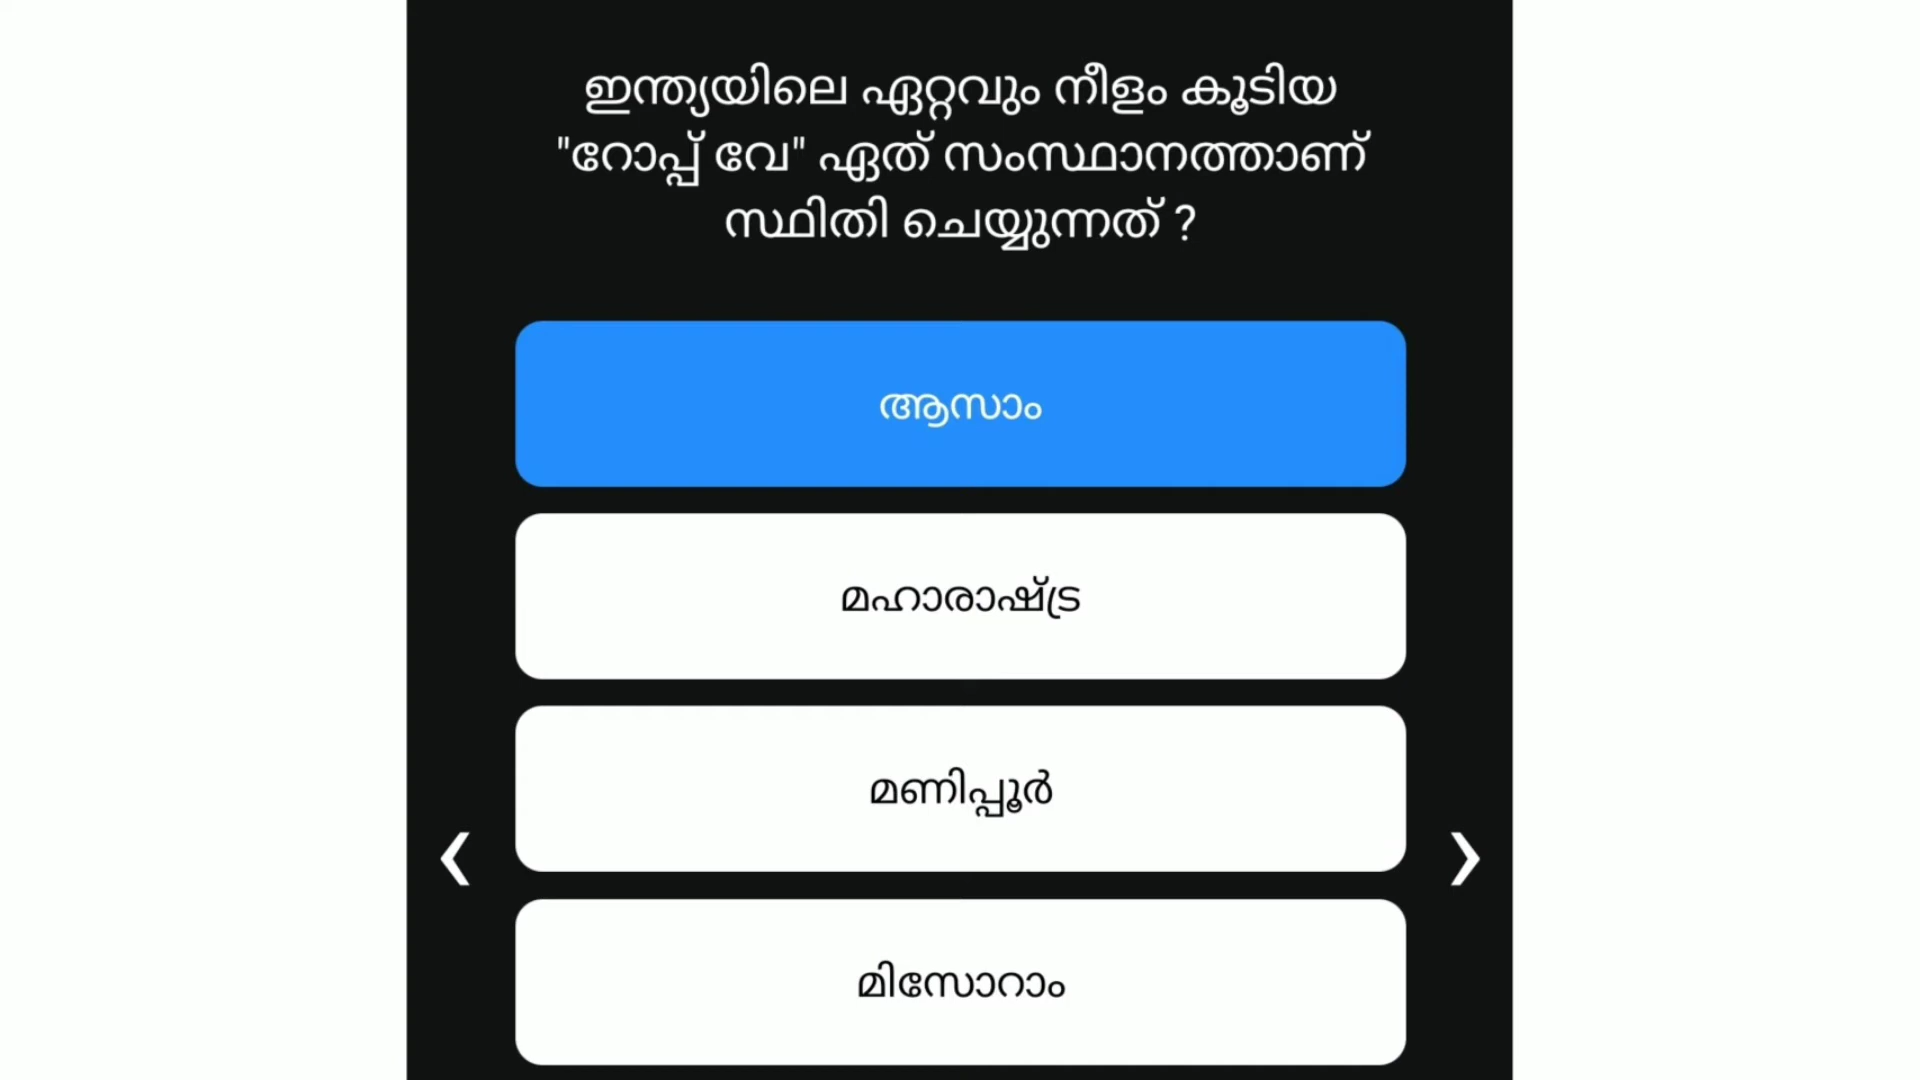 ഇന്ത്യയിലെ ഏറ്റവും നീളം കൂടിയ
"റോപ്പ് വേ" ഏത് സംസ്ഥാനത്താണ്
സ്ഥിതി ചെയ്യുന്നത് ?
ആസാം
മഹാരാഷ്ട്ര
മണിപ്പൂർ
മിസോറാം